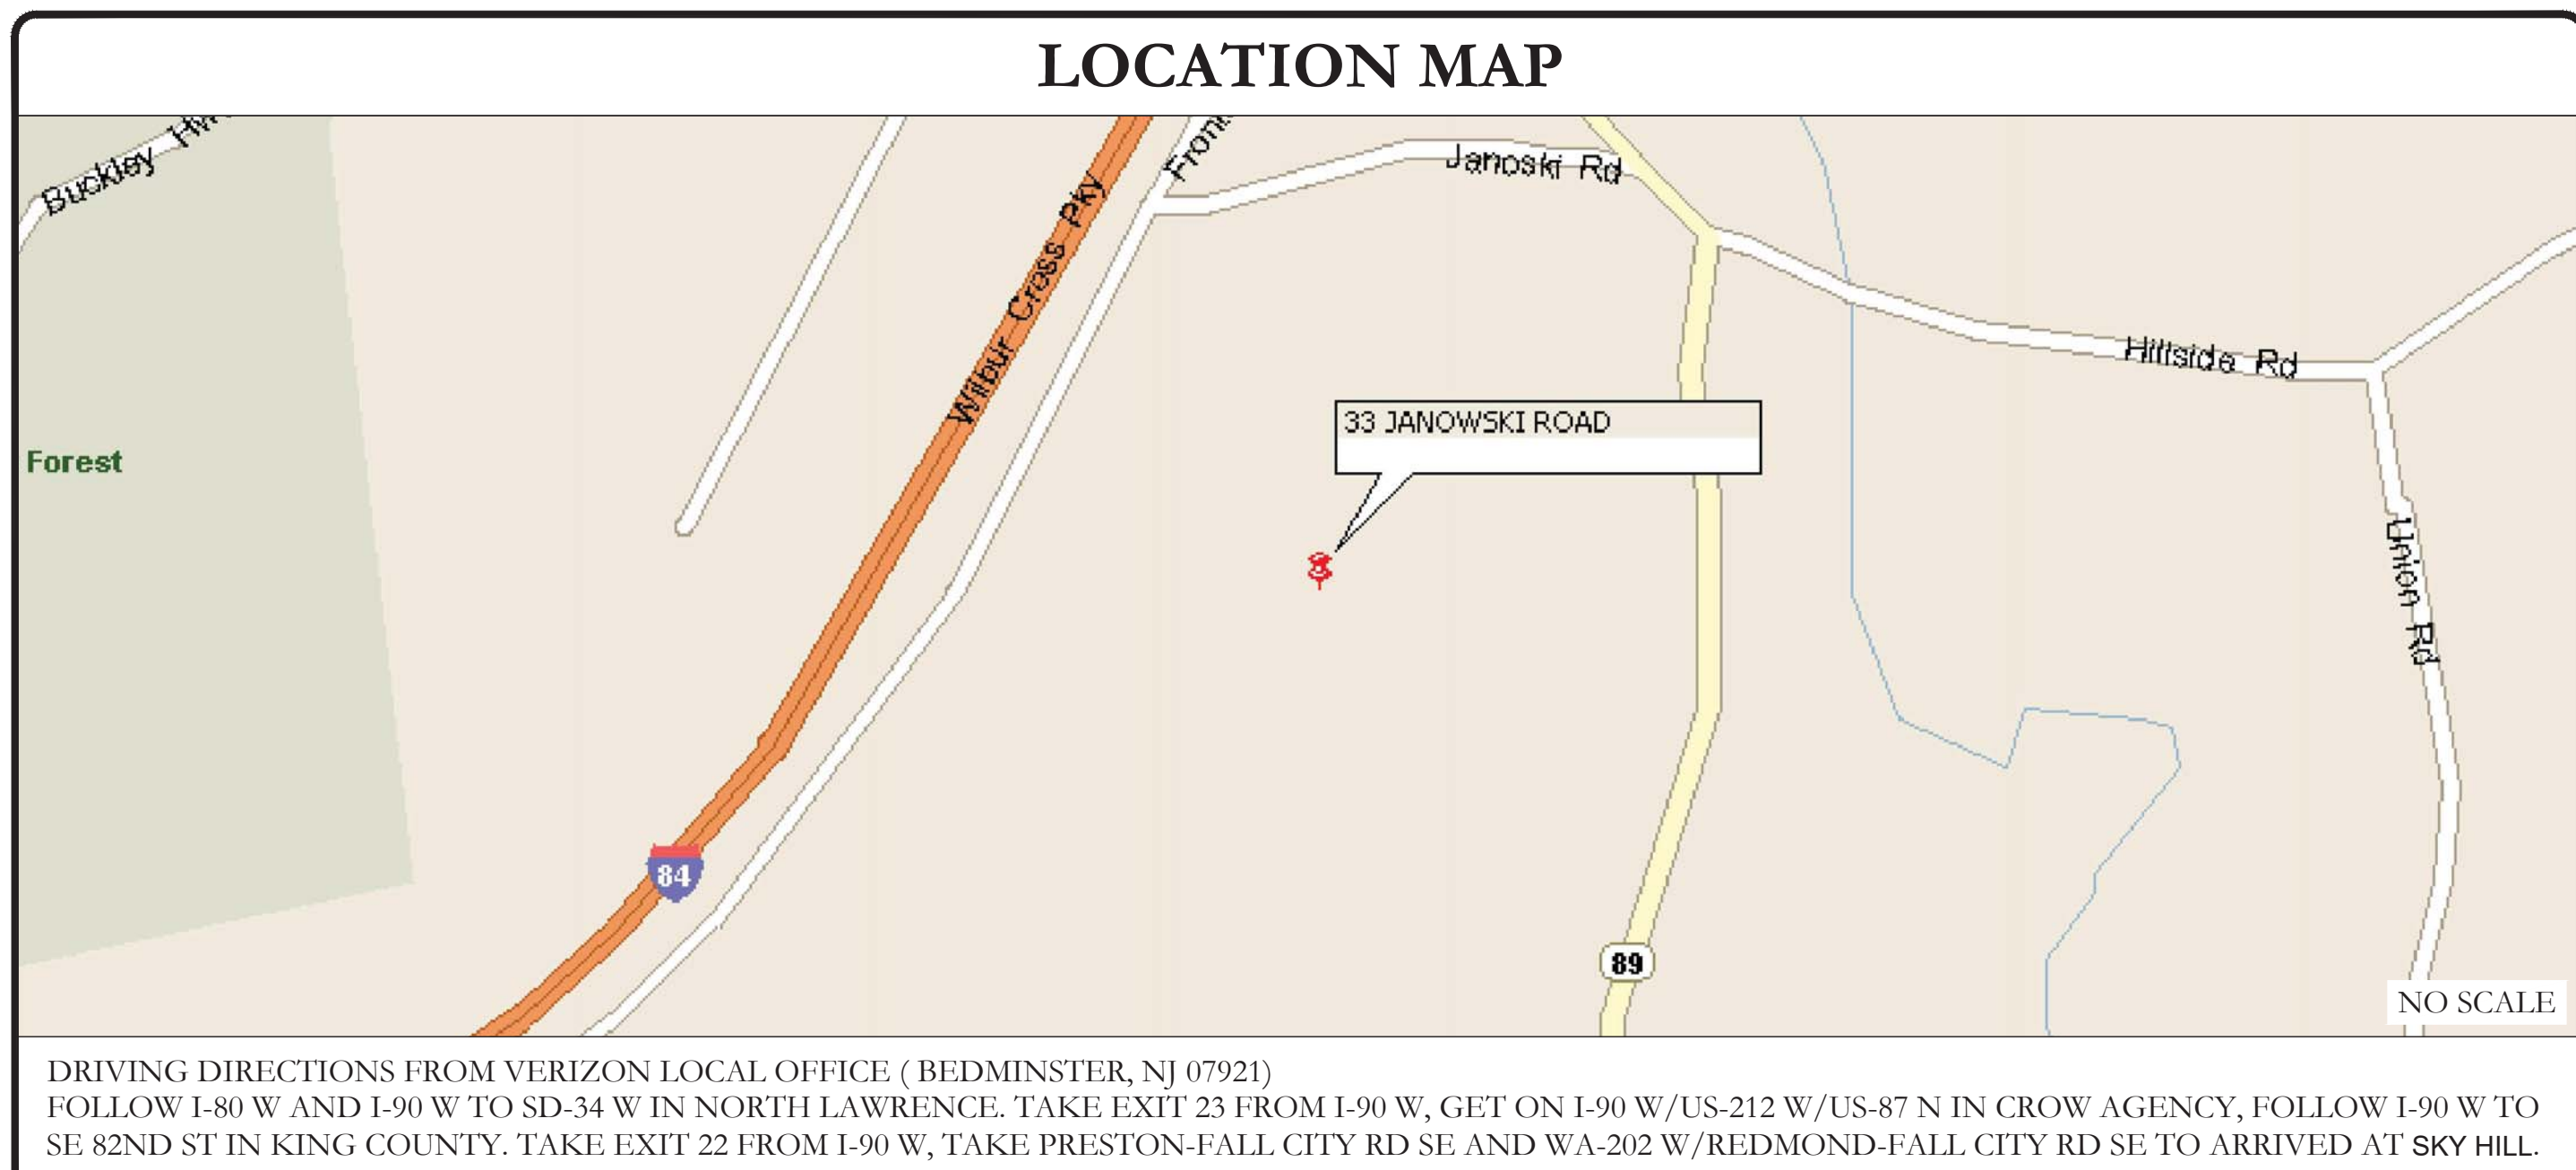 LOCATION MAP
Buckley
Janoski Rd
Wilbur Cross Pky
Hillside Rd
33 JANOWSKI ROAD
Forest
Union Rd
84
89
NO SCALE
DRIVING DIRECTIONS FROM VERIZON LOCAL OFFICE ( BEDMINSTER, NJ 07921)
FOLLOW I-80 W AND I-90 W TO SD-34 W IN NORTH LAWRENCE. TAKE EXIT 23 FROM I-90 W, GET ON I-90 W/US-212 W/US-87 N IN CROW AGENCY, FOLLOW I-90 W TO
SE 82ND ST IN KING COUNTY. TAKE EXIT 22 FROM I-90 W, TAKE PRESTON-FALL CITY RD SE AND WA-202 W/REDMOND-FALL CITY RD SE TO ARRIVED AT SKY HILL.